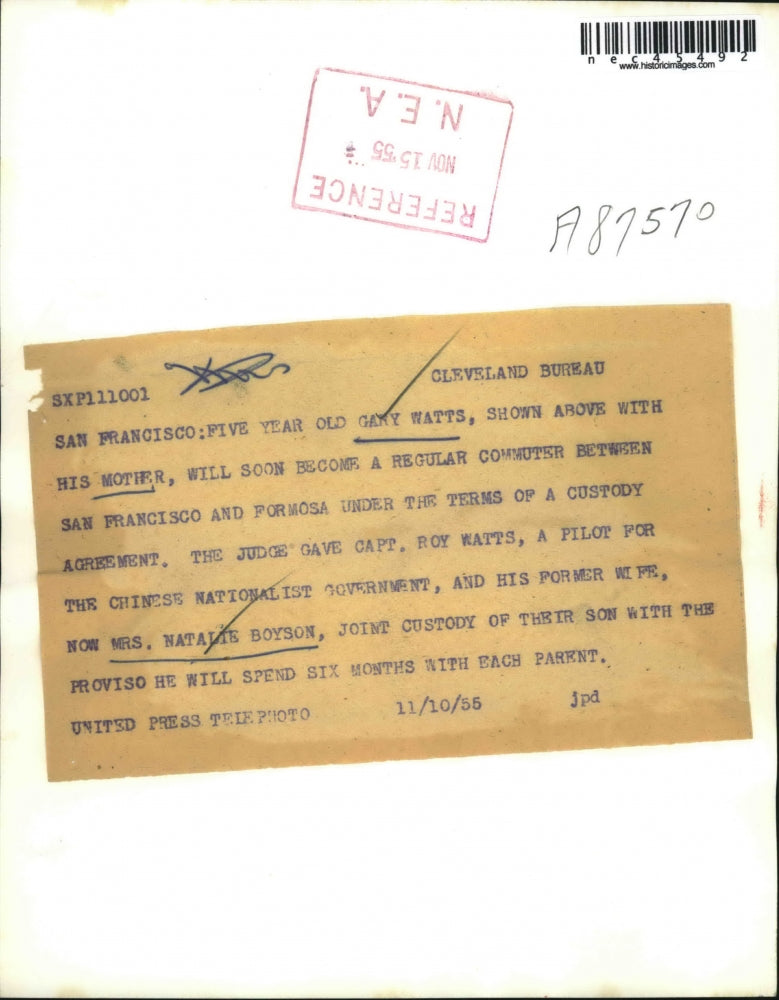 nec45492
www.historicimages.com
N.E.A.
NOV 15 '55
REFERENCE
A87570
SXP111001
CLEVELAND BUREAU
SAN FRANCISCO:FIVE YEAR OLD GARY WATTS, SHOWN ABOVE WITH
HIS MOTHER, WILL SOON BECOME A REGULAR COMMUTER BETWEEN
SAN FRANCISCO AND FORMOSA UNDER THE TERMS OF A CUSTODY
AGREEMENT. THE JUDGE GAVE CAPT. ROY WATTS, A PILOT FOR
THE CHINESE NATIONALIST GOVERNMENT, AND HIS FORMER WIFE,
NOW MRS. NATALIE BOYSON, JOINT CUSTODY OF THEIR SON WITH THE
PROVISO HE WILL SPEND SIX MONTHS WITH EACH PARENT.
UNITED PRESS TELEPHOTO 11/10/55 jpd